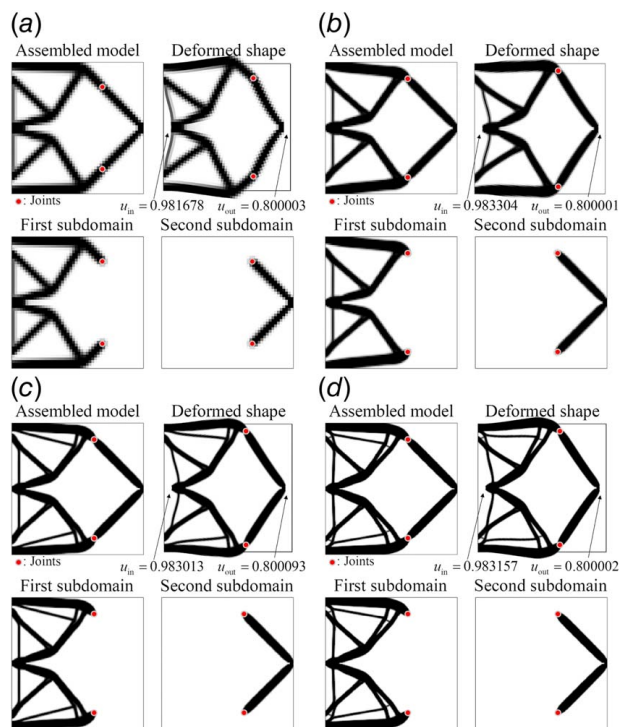 (a)
Assembled model Deformed shape
: Joints
u_in = 0.981678 u_out = 0.800003
First subdomain Second subdomain
(b)
Assembled model Deformed shape
: Joints
u_in = 0.983304 u_out = 0.800001
First subdomain Second subdomain
(c)
Assembled model Deformed shape
: Joints
u_in = 0.983013 u_out = 0.800093
First subdomain Second subdomain
(d)
Assembled model Deformed shape
: Joints
u_in = 0.983157 u_out = 0.800002
First subdomain Second subdomain